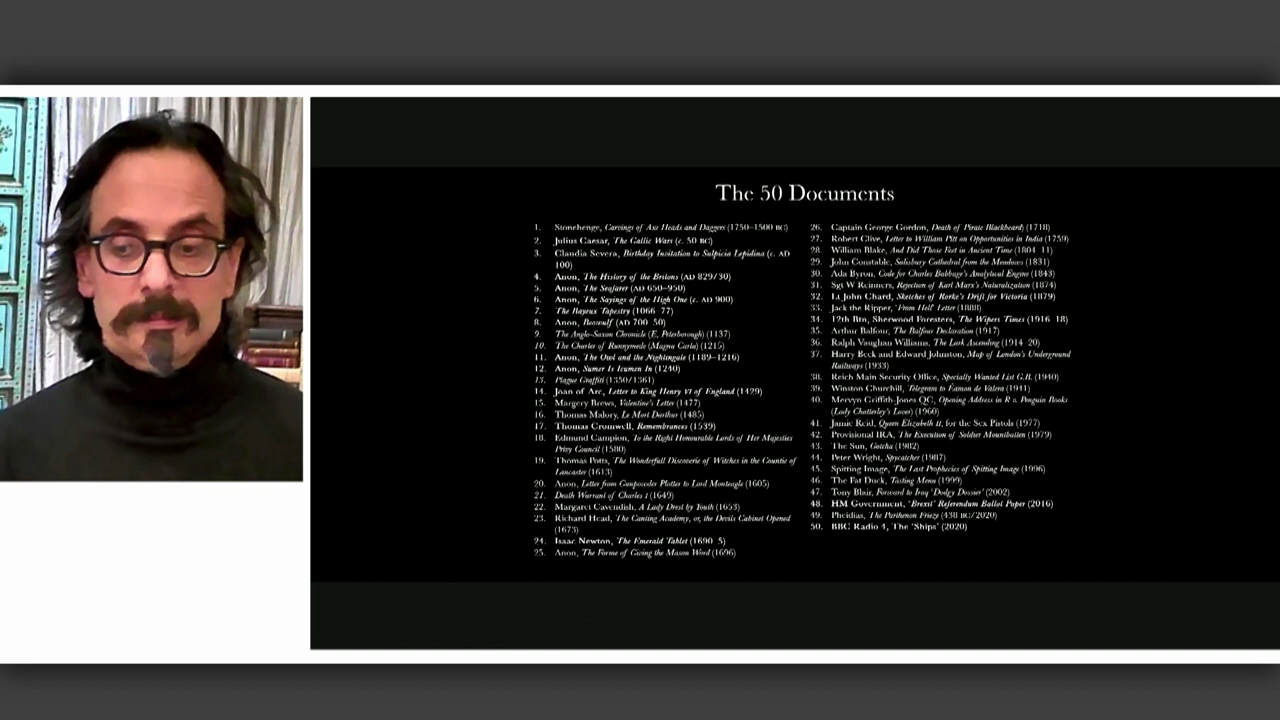 The 50 Documents
1. Stonehenge, Carvings of Axe Heads and Daggers (1750–1500 BC)
2. Julius Caesar, The Gallic Wars (c. 50 BC)
3. Claudia Severa, Birthday Invitation to Sulpicia Lepidina (c. AD
100)
4. Anon, The History of the Britons (AD 829/30)
5. Anon, The Seafarer (AD 650–950)
6. Anon, The Sayings of the High One (c. AD 900)
7. The Bayeux Tapestry (1066–77)
8. Anon, Beowulf (AD 700–50)
9. The Anglo-Saxon Chronicle (E, Peterborough) (1137)
10. The Charter of Runnymede (Magna Carta) (1215)
11. Anon, The Owl and the Nightingale (1189–1216)
12. Anon, Sumer Is Icumen In (1240)
13. Plague Graffiti (1350/1361)
14. Joan of Arc, Letter to King Henry VI of England (1429)
15. Margery Brews, Valentine's Letter (1477)
16. Thomas Malory, Le Mort Darthur (1485)
17. Thomas Cromwell, Remembrances (1539)
18. Edmund Campion, To the Right Honourable Lords of Her Majesties
Privy Council (1580)
19. Thomas Potts, The Wonderfull Discoverie of Witches in the Countie of
Lancaster (1613)
20. Anon, Letter from Gunpowder Plotter to Lord Monteagle (1605)
21. Death Warrant of Charles I (1649)
22. Margaret Cavendish, A Lady Drest by Youth (1653)
23. Richard Head, The Canting Academy, or, the Devils Cabinet Opened
(1673)
24. Isaac Newton, The Emerald Tablet (1690–5)
25. Anon, The Forme of Giving the Mason Word (1696)
26. Captain George Gordon, Death of Pirate Blackbeard) (1718)
27. Robert Clive, Letter to William Pitt on Opportunities in India (1759)
28. William Blake, And Did Those Feet in Ancient Time (1804–11)
29. John Constable, Salisbury Cathedral from the Meadows (1831)
30. Ada Byron, Code for Charles Babbage's Analytical Engine (1843)
31. Sgt W Reinners, Rejection of Karl Marx's Naturalization (1874)
32. Lt John Chard, Sketches of Rorke's Drift for Victoria (1879)
33. Jack the Ripper, 'From Hell' Letter (1888)
34. 12th Btn, Sherwood Foresters, The Wipers Times (1916–18)
35. Arthur Balfour, The Balfour Declaration (1917)
36. Ralph Vaughan Williams, The Lark Ascending (1914–20)
37. Harry Beck and Edward Johnston, Map of London's Underground
Railways (1933)
38. Reich Main Security Office, Specially Wanted List G.B. (1940)
39. Winston Churchill, Telegram to Éamon de Valera (1941)
40. Mervyn Griffith-Jones QC, Opening Address in R v. Penguin Books
(Lady Chatterley's Lover) (1960)
41. Jamie Reid, Queen Elizabeth II, for the Sex Pistols (1977)
42. Provisional IRA, The Execution of Soldier Mountbatten (1979)
43. The Sun, Gotcha (1982)
44. Peter Wright, Spycatcher (1987)
45. Spitting Image, The Last Prophecies of Spitting Image (1996)
46. The Fat Duck, Tasting Menu (1999)
47. Tony Blair, Forward to Iraq 'Dodgy Dossier' (2002)
48. HM Government, 'Brexit' Referendum Ballot Paper (2016)
49. Pheidias, The Parthenon Frieze (438 BC/2020)
50. BBC Radio 4, The 'Ships' (2020)